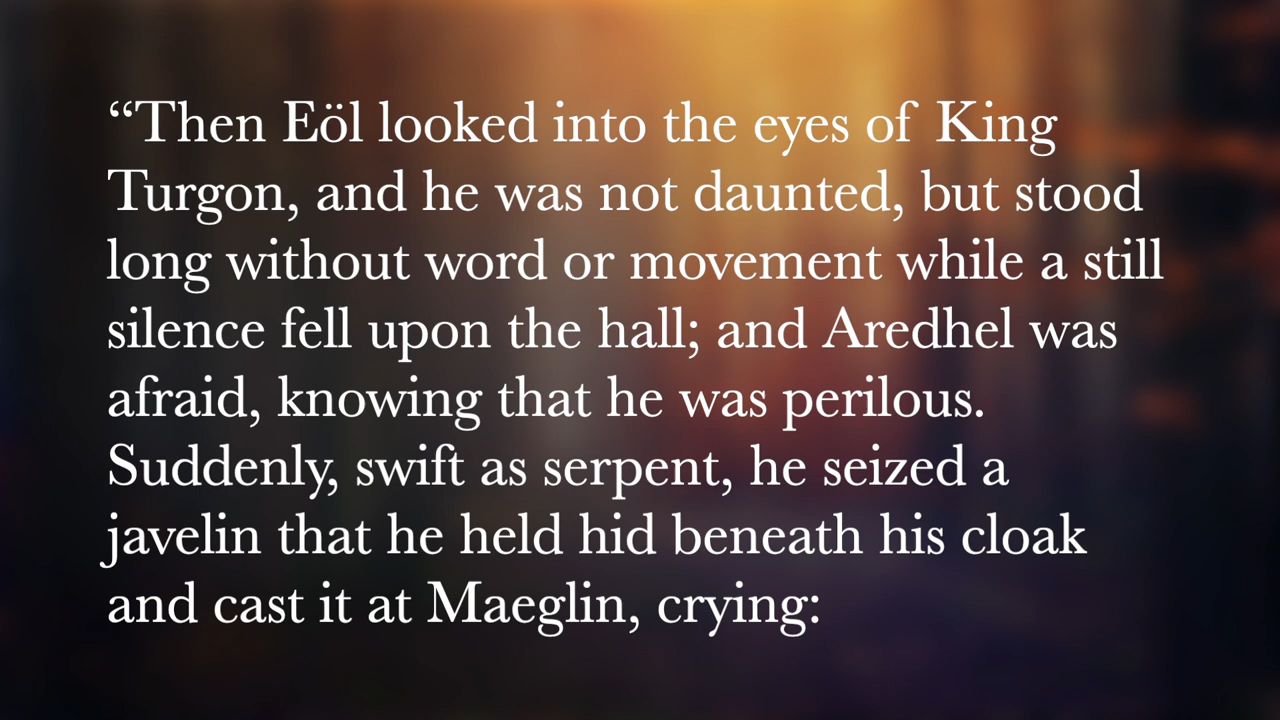 “Then Eöl looked into the eyes of King
Turgon, and he was not daunted, but stood
long without word or movement while a still
silence fell upon the hall; and Aredhel was
afraid, knowing that he was perilous.
Suddenly, swift as serpent, he seized a
javelin that he held hid beneath his cloak
and cast it at Maeglin, crying: